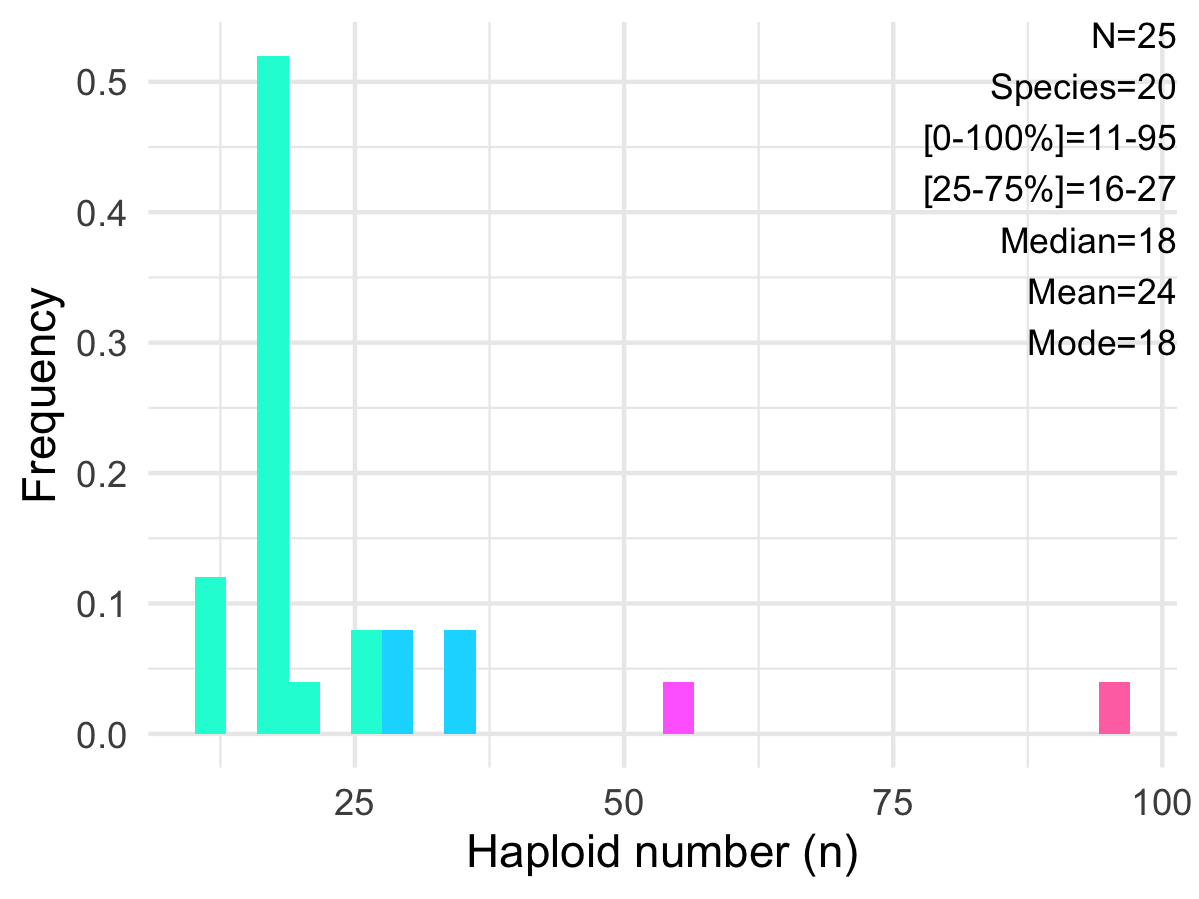 N=25
Species=20
[0-100%]=11-95
[25-75%]=16-27
Median=18
Mean=24
Mode=18
Frequency
0.5
0.4
0.3
0.2
0.1
0.0
25 50 75 100
Haploid number (n)